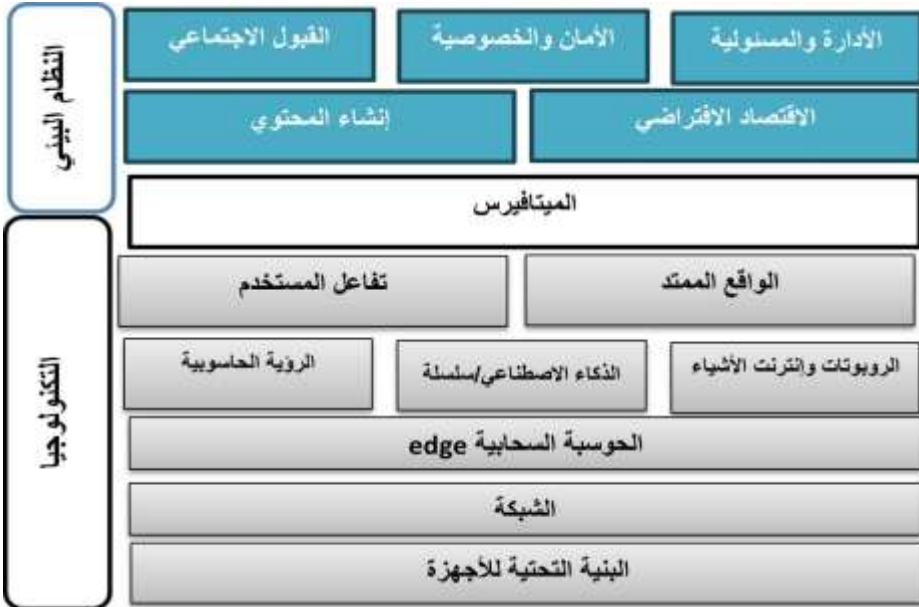 النظام البيئي
الأدارة والمسئولية
الأمان والخصوصية
القبول الاجتماعي
الاقتصاد الافتراضي
إنشاء المحتوي
الميتافيرس
التكنولوجيا
الواقع الممتد
تفاعل المستخدم
الروبوتات وإنترنت الأشياء
الذكاء الاصطناعي/سلسلة
الرؤية الحاسوبية
الحوسبة السحابية edge
الشبكة
البنية التحتية للأجهزة